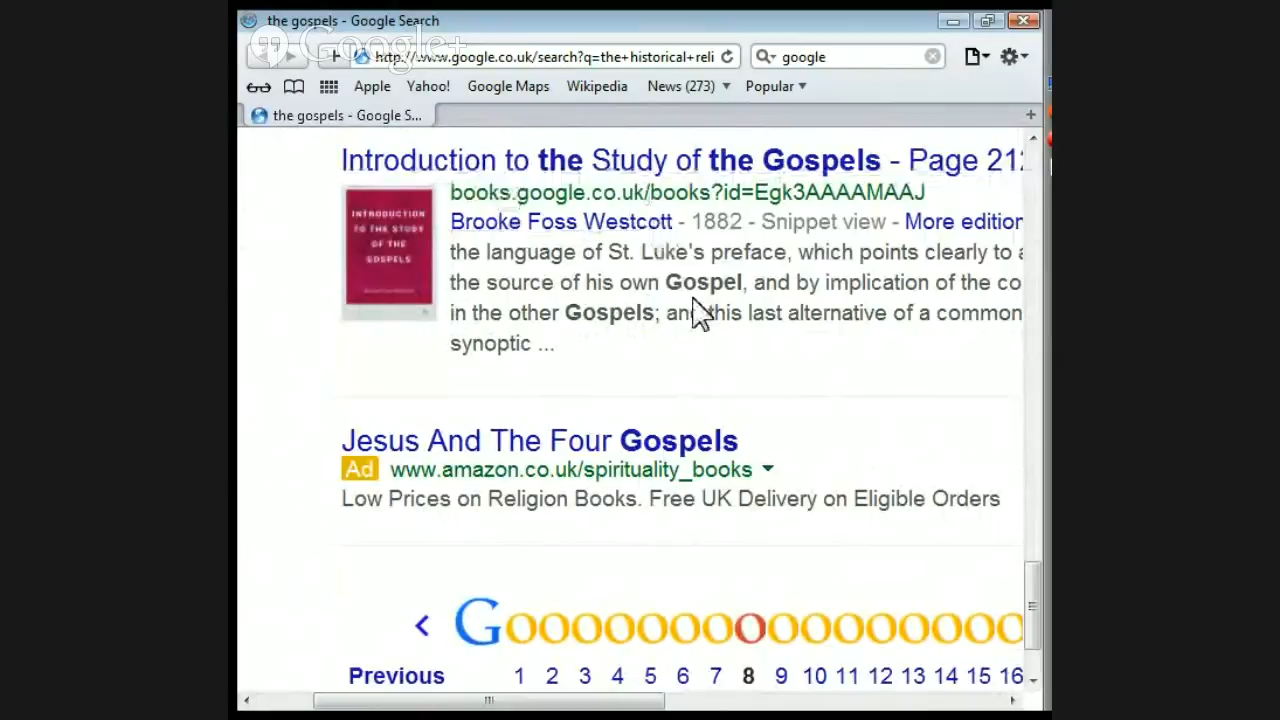 the gospels - Google Search
Google+
http://www.google.co.uk/search?q=the+historical+reli
google
Apple Yahoo! Google Maps Wikipedia News (273) Popular
the gospels - Google S...
Introduction to the Study of the Gospels - Page 212
INTRODUCTION
TO THE STUDY
OF THE
GOSPELS
books.google.co.uk/books?id=Egk3AAAAMAAJ
Brooke Foss Westcott - 1882 - Snippet view - More edition
the language of St. Luke's preface, which points clearly to a
the source of his own Gospel, and by implication of the co
in the other Gospels; and this last alternative of a common
synoptic ...
Jesus And The Four Gospels
Ad www.amazon.co.uk/spirituality_books
Low Prices on Religion Books. Free UK Delivery on Eligible Orders
Gooooooooooooooooo
Previous 1 2 3 4 5 6 7 8 9 10 11 12 13 14 15 16